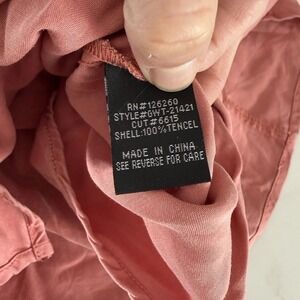 RN#126260
STYLE#GWT-21421
CUT#6615
SHELL:100%TENCEL
MADE IN CHINA
SEE REVERSE FOR CARE